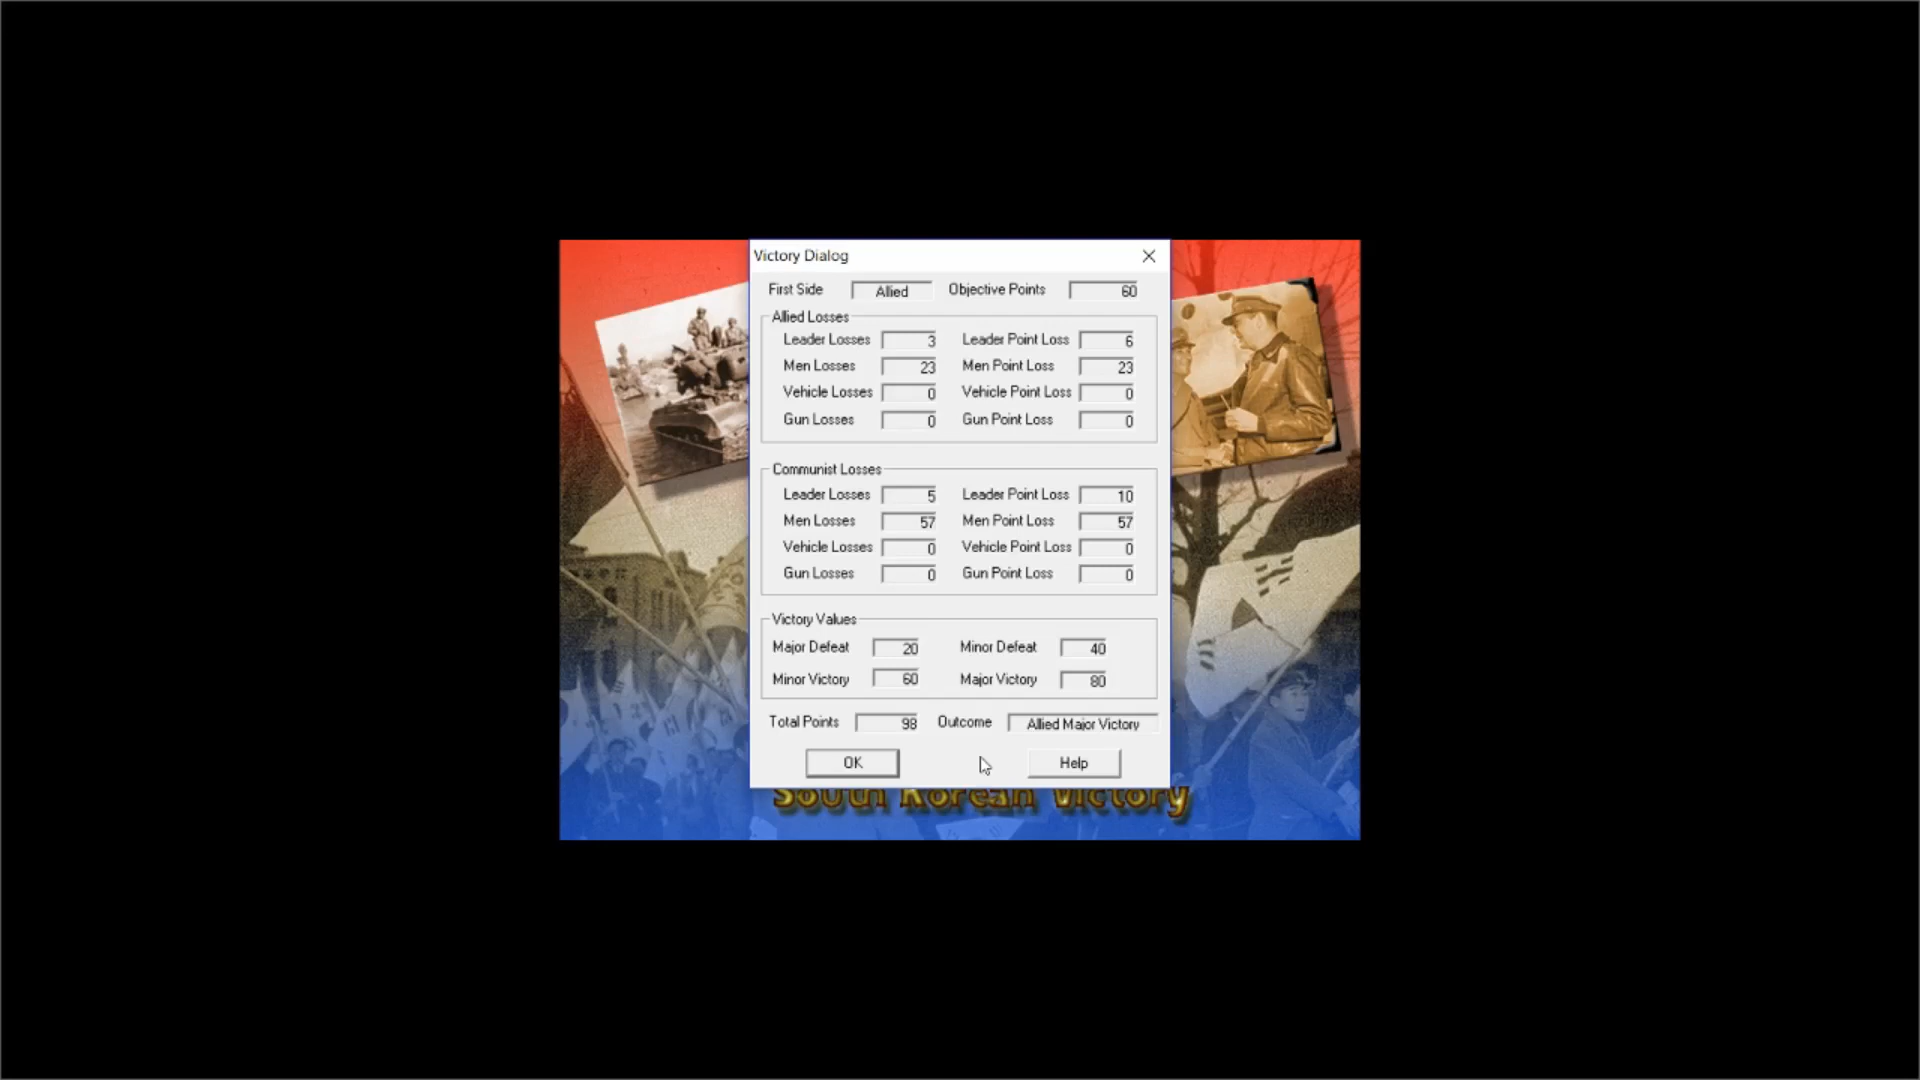 Victory Dialog
First Side Allied Objective Points 60
Allied Losses
Leader Losses 3 Leader Point Loss 6
Men Losses 23 Men Point Loss 23
Vehicle Losses 0 Vehicle Point Loss 0
Gun Losses 0 Gun Point Loss 0
Communist Losses
Leader Losses 5 Leader Point Loss 10
Men Losses 57 Men Point Loss 57
Vehicle Losses 0 Vehicle Point Loss 0
Gun Losses 0 Gun Point Loss 0
Victory Values
Major Defeat 20 Minor Defeat 40
Minor Victory 60 Major Victory 80
Total Points 98 Outcome Allied Major Victory
OK Help
South Korean Victory